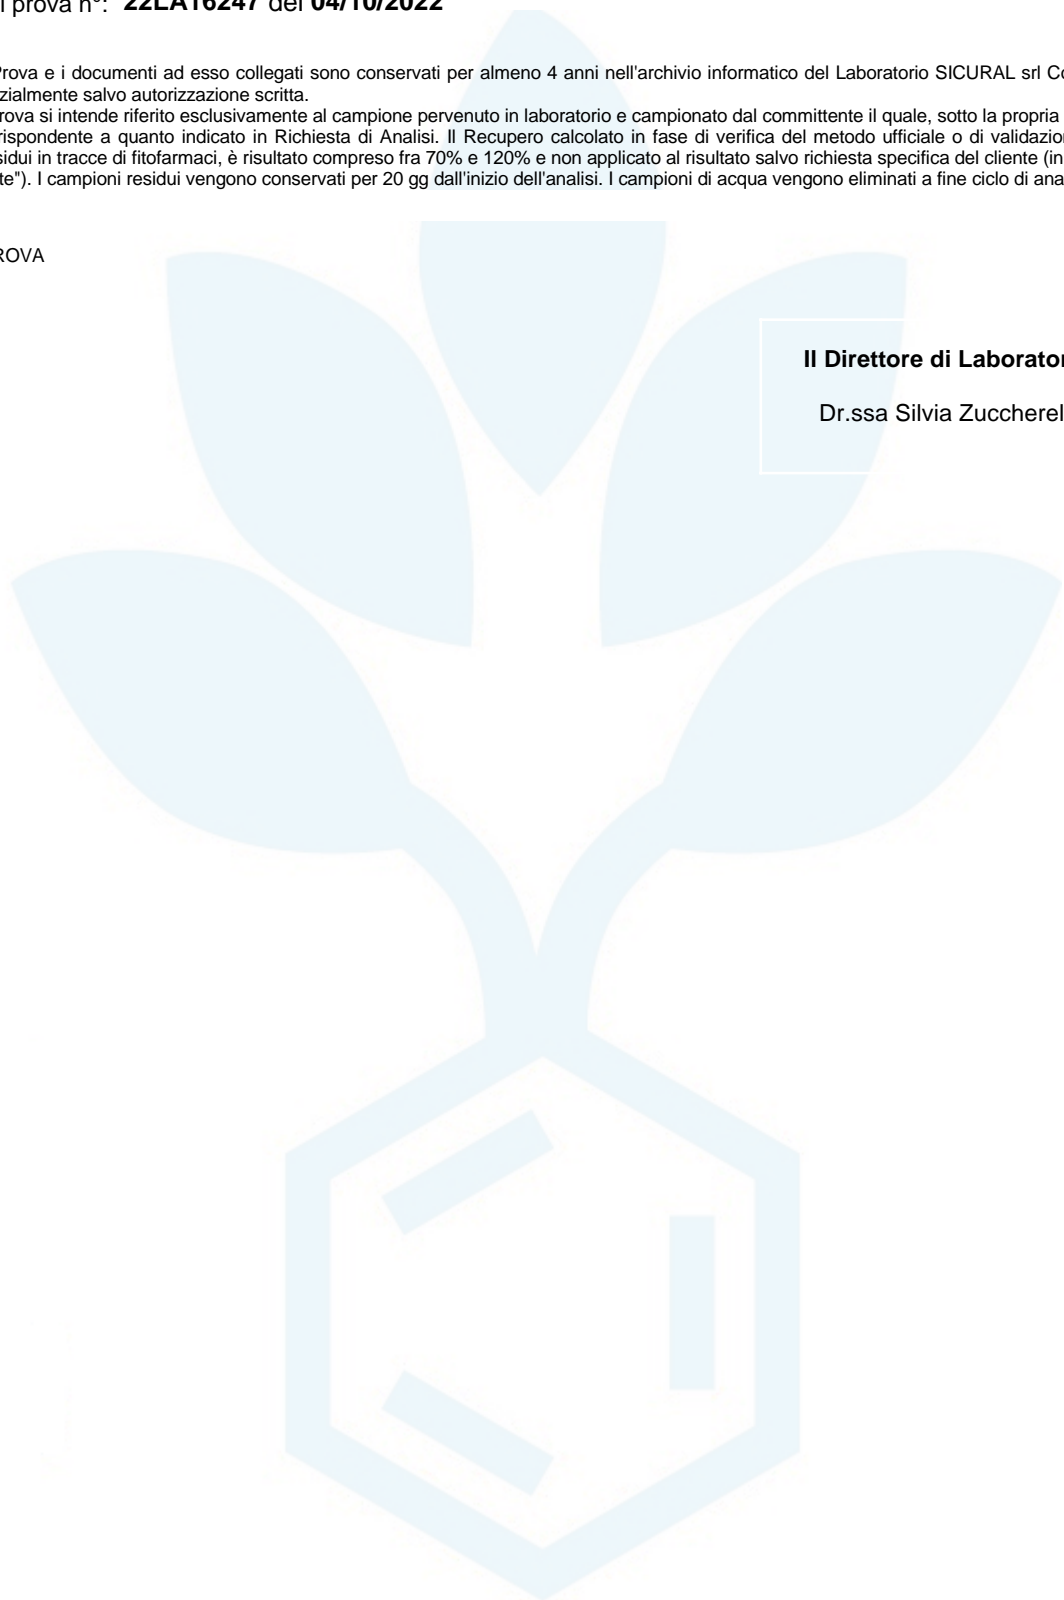 i prova n°: 22LA16247 del 04/10/2022
Prova e i documenti ad esso collegati sono conservati per almeno 4 anni nell'archivio informatico del Laboratorio SICURAL srl Co
zialmente salvo autorizzazione scritta.
rova si intende riferito esclusivamente al campione pervenuto in laboratorio e campionato dal committente il quale, sotto la propria
rispondente a quanto indicato in Richiesta di Analisi. Il Recupero calcolato in fase di verifica del metodo ufficiale o di validazion
sidui in tracce di fitofarmaci, è risultato compreso fra 70% e 120% e non applicato al risultato salvo richiesta specifica del cliente (in
te"). I campioni residui vengono conservati per 20 gg dall'inizio dell'analisi. I campioni di acqua vengono eliminati a fine ciclo di ana
ROVA
Il Direttore di Laborator
Dr.ssa Silvia Zuccherel